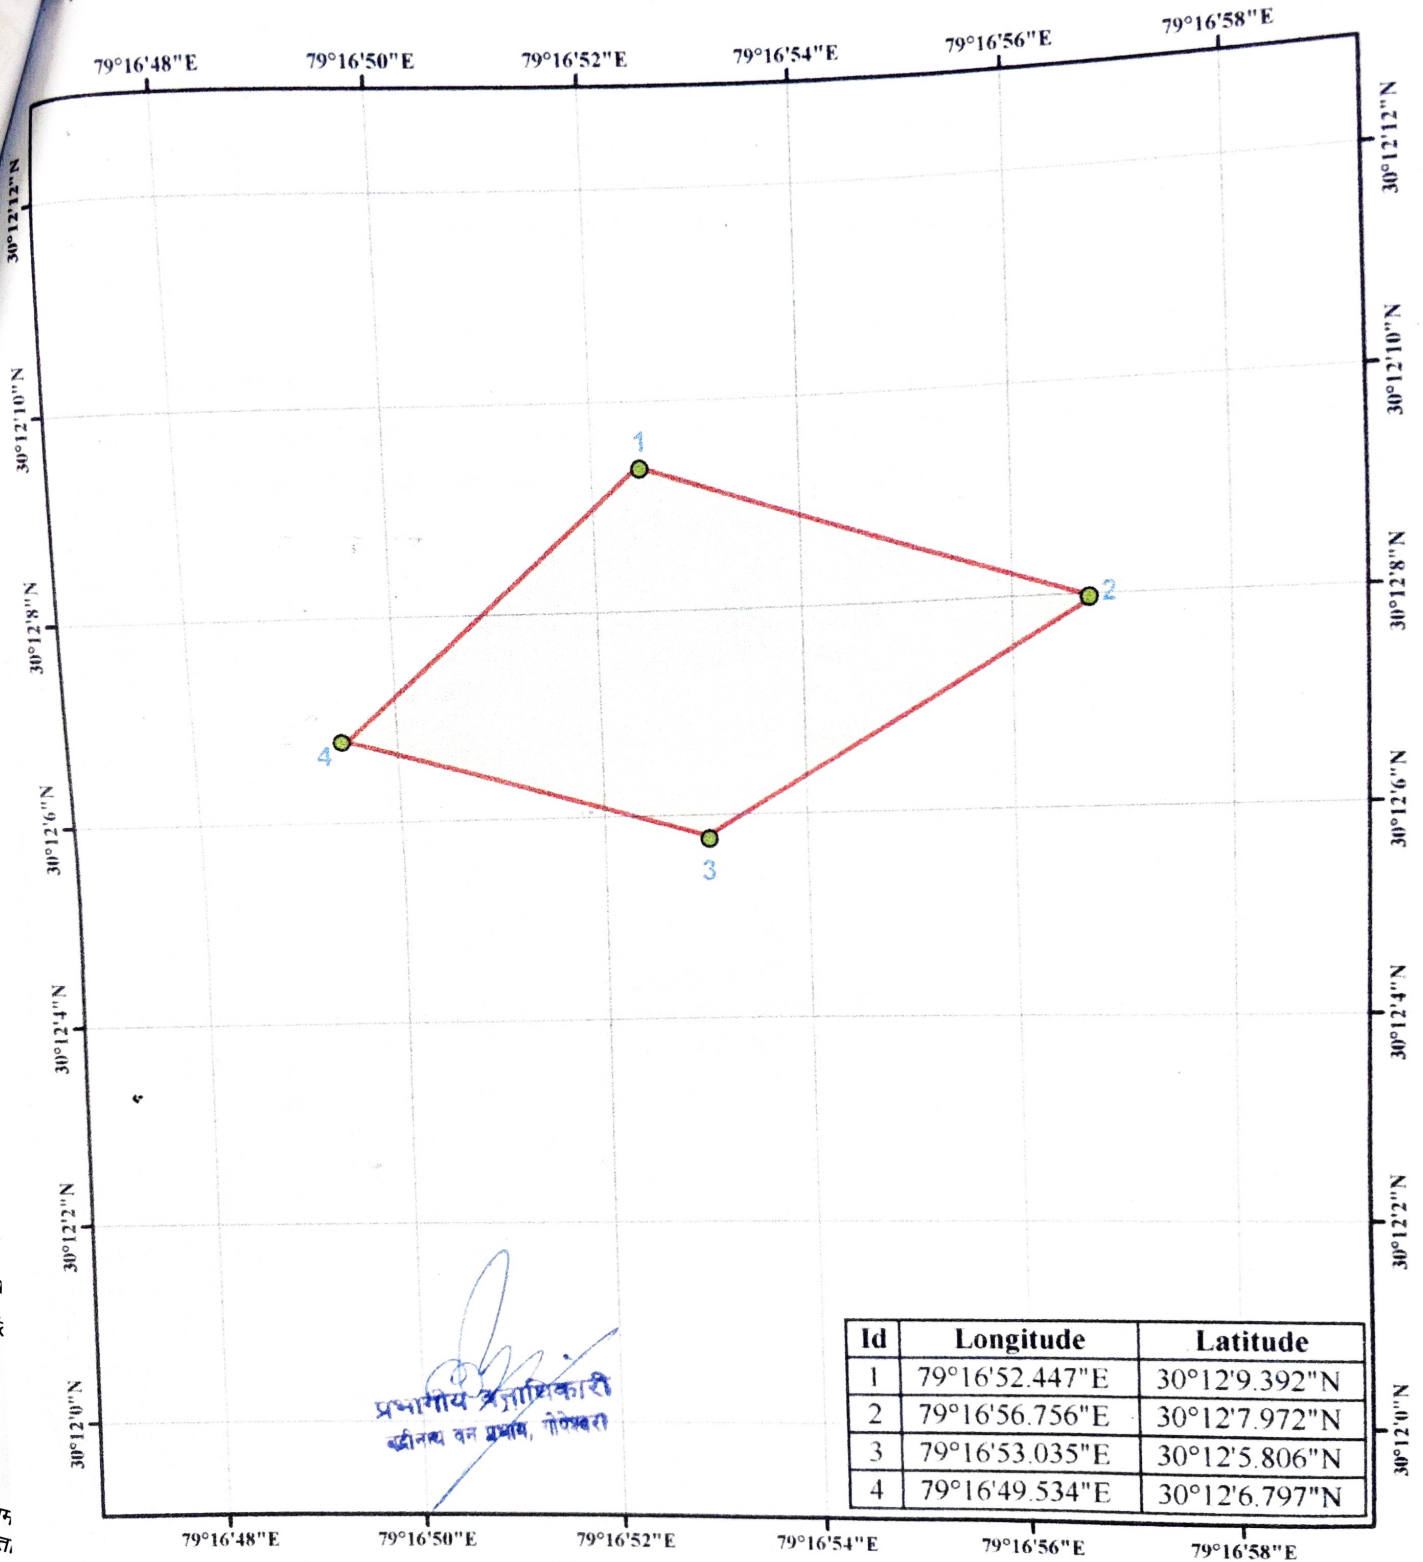 79°16'48"E 79°16'50"E 79°16'52"E 79°16'54"E 79°16'56"E 79°16'58"E
30°12'12"N 30°12'12"N
30°12'10"N 30°12'10"N
1
30°12'8"N 2 30°12'8"N
4
30°12'6"N 30°12'6"N
3
30°12'4"N 30°12'4"N
30°12'2"N 30°12'2"N
प्रभागीय वनाधिकारी
बद्रीनाथ वन प्रभाग, गोपेश्वर
Id Longitude Latitude
1 79°16'52.447"E 30°12'9.392"N
2 79°16'56.756"E 30°12'7.972"N
3 79°16'53.035"E 30°12'5.806"N
4 79°16'49.534"E 30°12'6.797"N
30°12'0"N 30°12'0"N
79°16'48"E 79°16'50"E 79°16'52"E 79°16'54"E 79°16'56"E 79°16'58"E